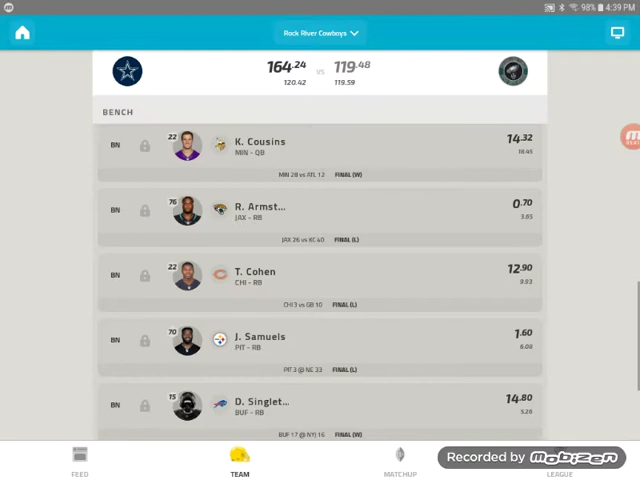 98% 4:39 PM
Rock River Cowboys
164.24 VS 119.48
120.42 119.59
BENCH
22
BN K. Cousins 14.32
MIN - QB
MIN 28 vs ATL 12 FINAL (W)
76
BN R. Armst... 0.70
JAX - RB 3.65
JAX 26 vs KC 40 FINAL (L)
22
BN T. Cohen 12.90
CHI - RB 9.93
CHI 3 vs GB 10 FINAL (L)
70
BN J. Samuels 1.60
PIT - RB 6.08
PIT 3 @ NE 33 FINAL (L)
15
BN D. Singlet... 14.80
BUF - RB 5.26
BUF 17 @ NYJ 16 FINAL (W)
FEED TEAM MATCHUP LEAGUE
Recorded by Mobizen